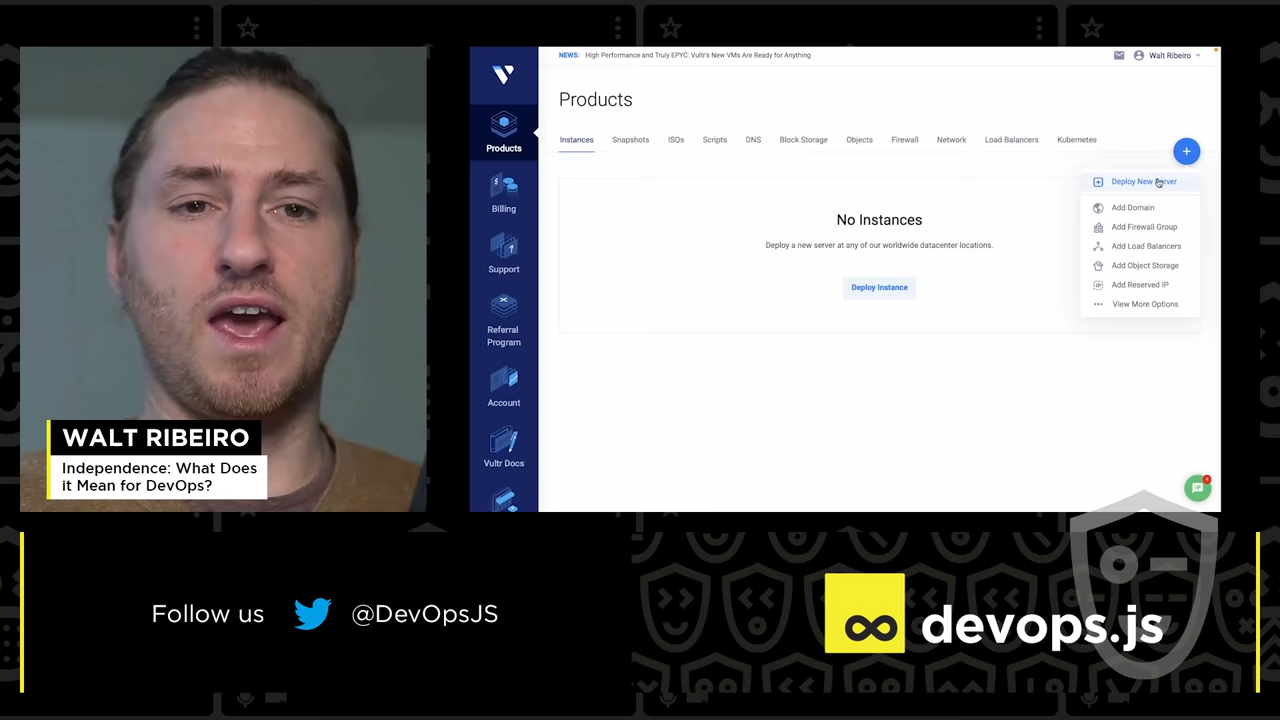 WALT RIBEIRO
Independence: What Does
it Mean for DevOps?
NEWS: High Performance and Truly EPYC: Vultr's New VMs Are Ready for Anything
Walt Ribeiro
Products
Billing
Support
Referral
Program
Account
Vultr Docs
Products
Instances Snapshots ISOs Scripts DNS Block Storage Objects Firewall Network Load Balancers Kubernetes
+
Deploy New Server
Add Domain
Add Firewall Group
Add Load Balancers
Add Object Storage
Add Reserved IP
View More Options
No Instances
Deploy a new server at any of our worldwide datacenter locations.
Deploy Instance
4
Follow us @DevOpsJS
devops.js